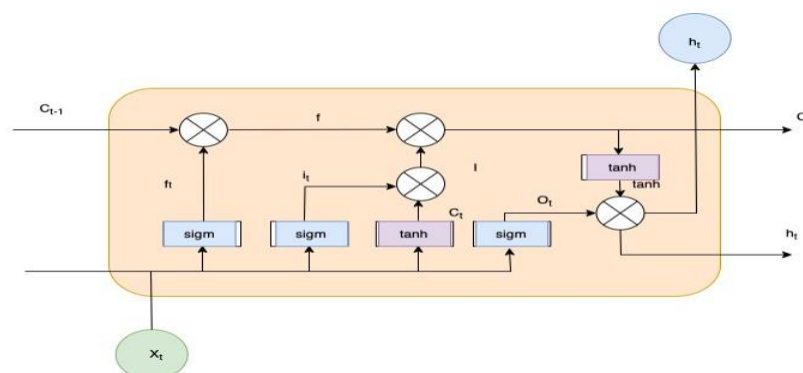 hₜ
Cₜ₋₁
f
C
tanh
fₜ
iₜ
I
tanh
Cₜ
Oₜ
sigm
sigm
tanh
sigm
hₜ
Xₜ